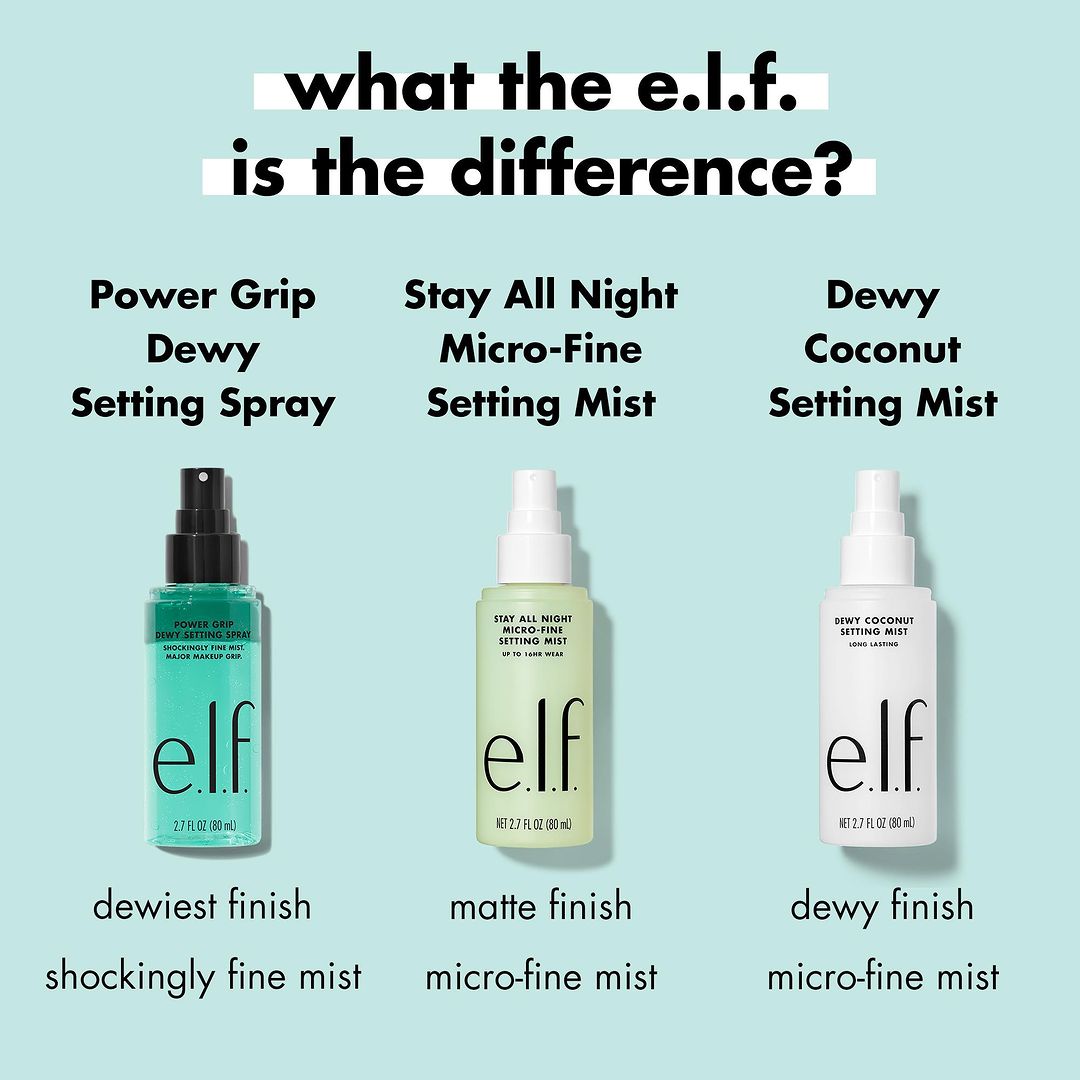 what the e.l.f.
is the difference?
Power Grip
Dewy
Setting Spray
Stay All Night
Micro-Fine
Setting Mist
Dewy
Coconut
Setting Mist
POWER GRIP
DEWY SETTING SPRAY
SHOCKINGLY FINE MIST.
MAJOR MAKEUP GRIP.
e.l.f.
2.7 FL OZ (80 mL)
STAY ALL NIGHT
MICRO-FINE
SETTING MIST
UP TO 16HR WEAR
e.l.f.
NET 2.7 FL OZ (80 mL)
DEWY COCONUT
SETTING MIST
LONG LASTING
e.l.f.
NET 2.7 FL OZ (80 mL)
dewiest finish
shockingly fine mist
matte finish
micro-fine mist
dewy finish
micro-fine mist